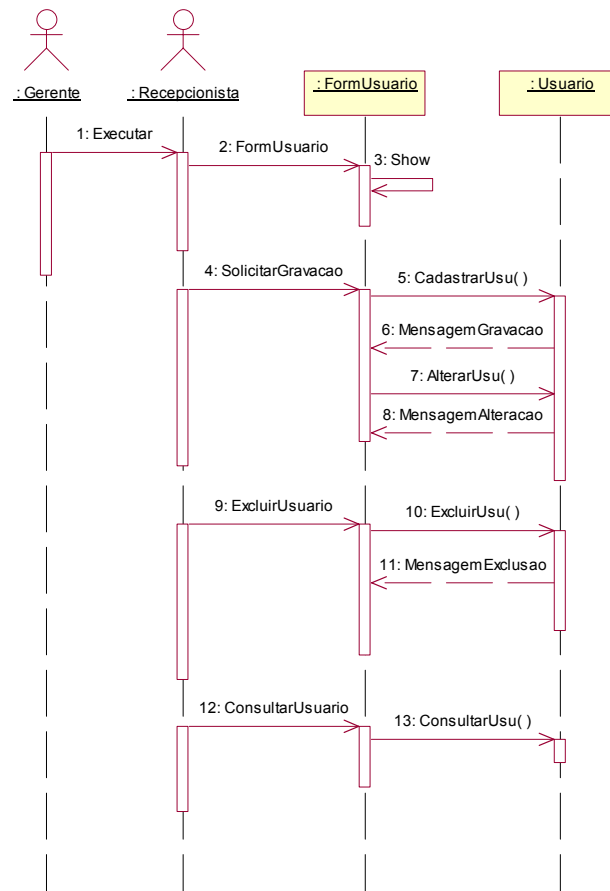 : Gerente
: Recepcionista
: FormUsuario
: Usuario
1: Executar
2: FormUsuario
3: Show
4: SolicitarGravacao
5: CadastrarUsu( )
6: MensagemGravacao
7: AlterarUsu( )
8: MensagemAlteracao
9: ExcluirUsuario
10: ExcluirUsu( )
11: MensagemExclusao
12: ConsultarUsuario
13: ConsultarUsu( )